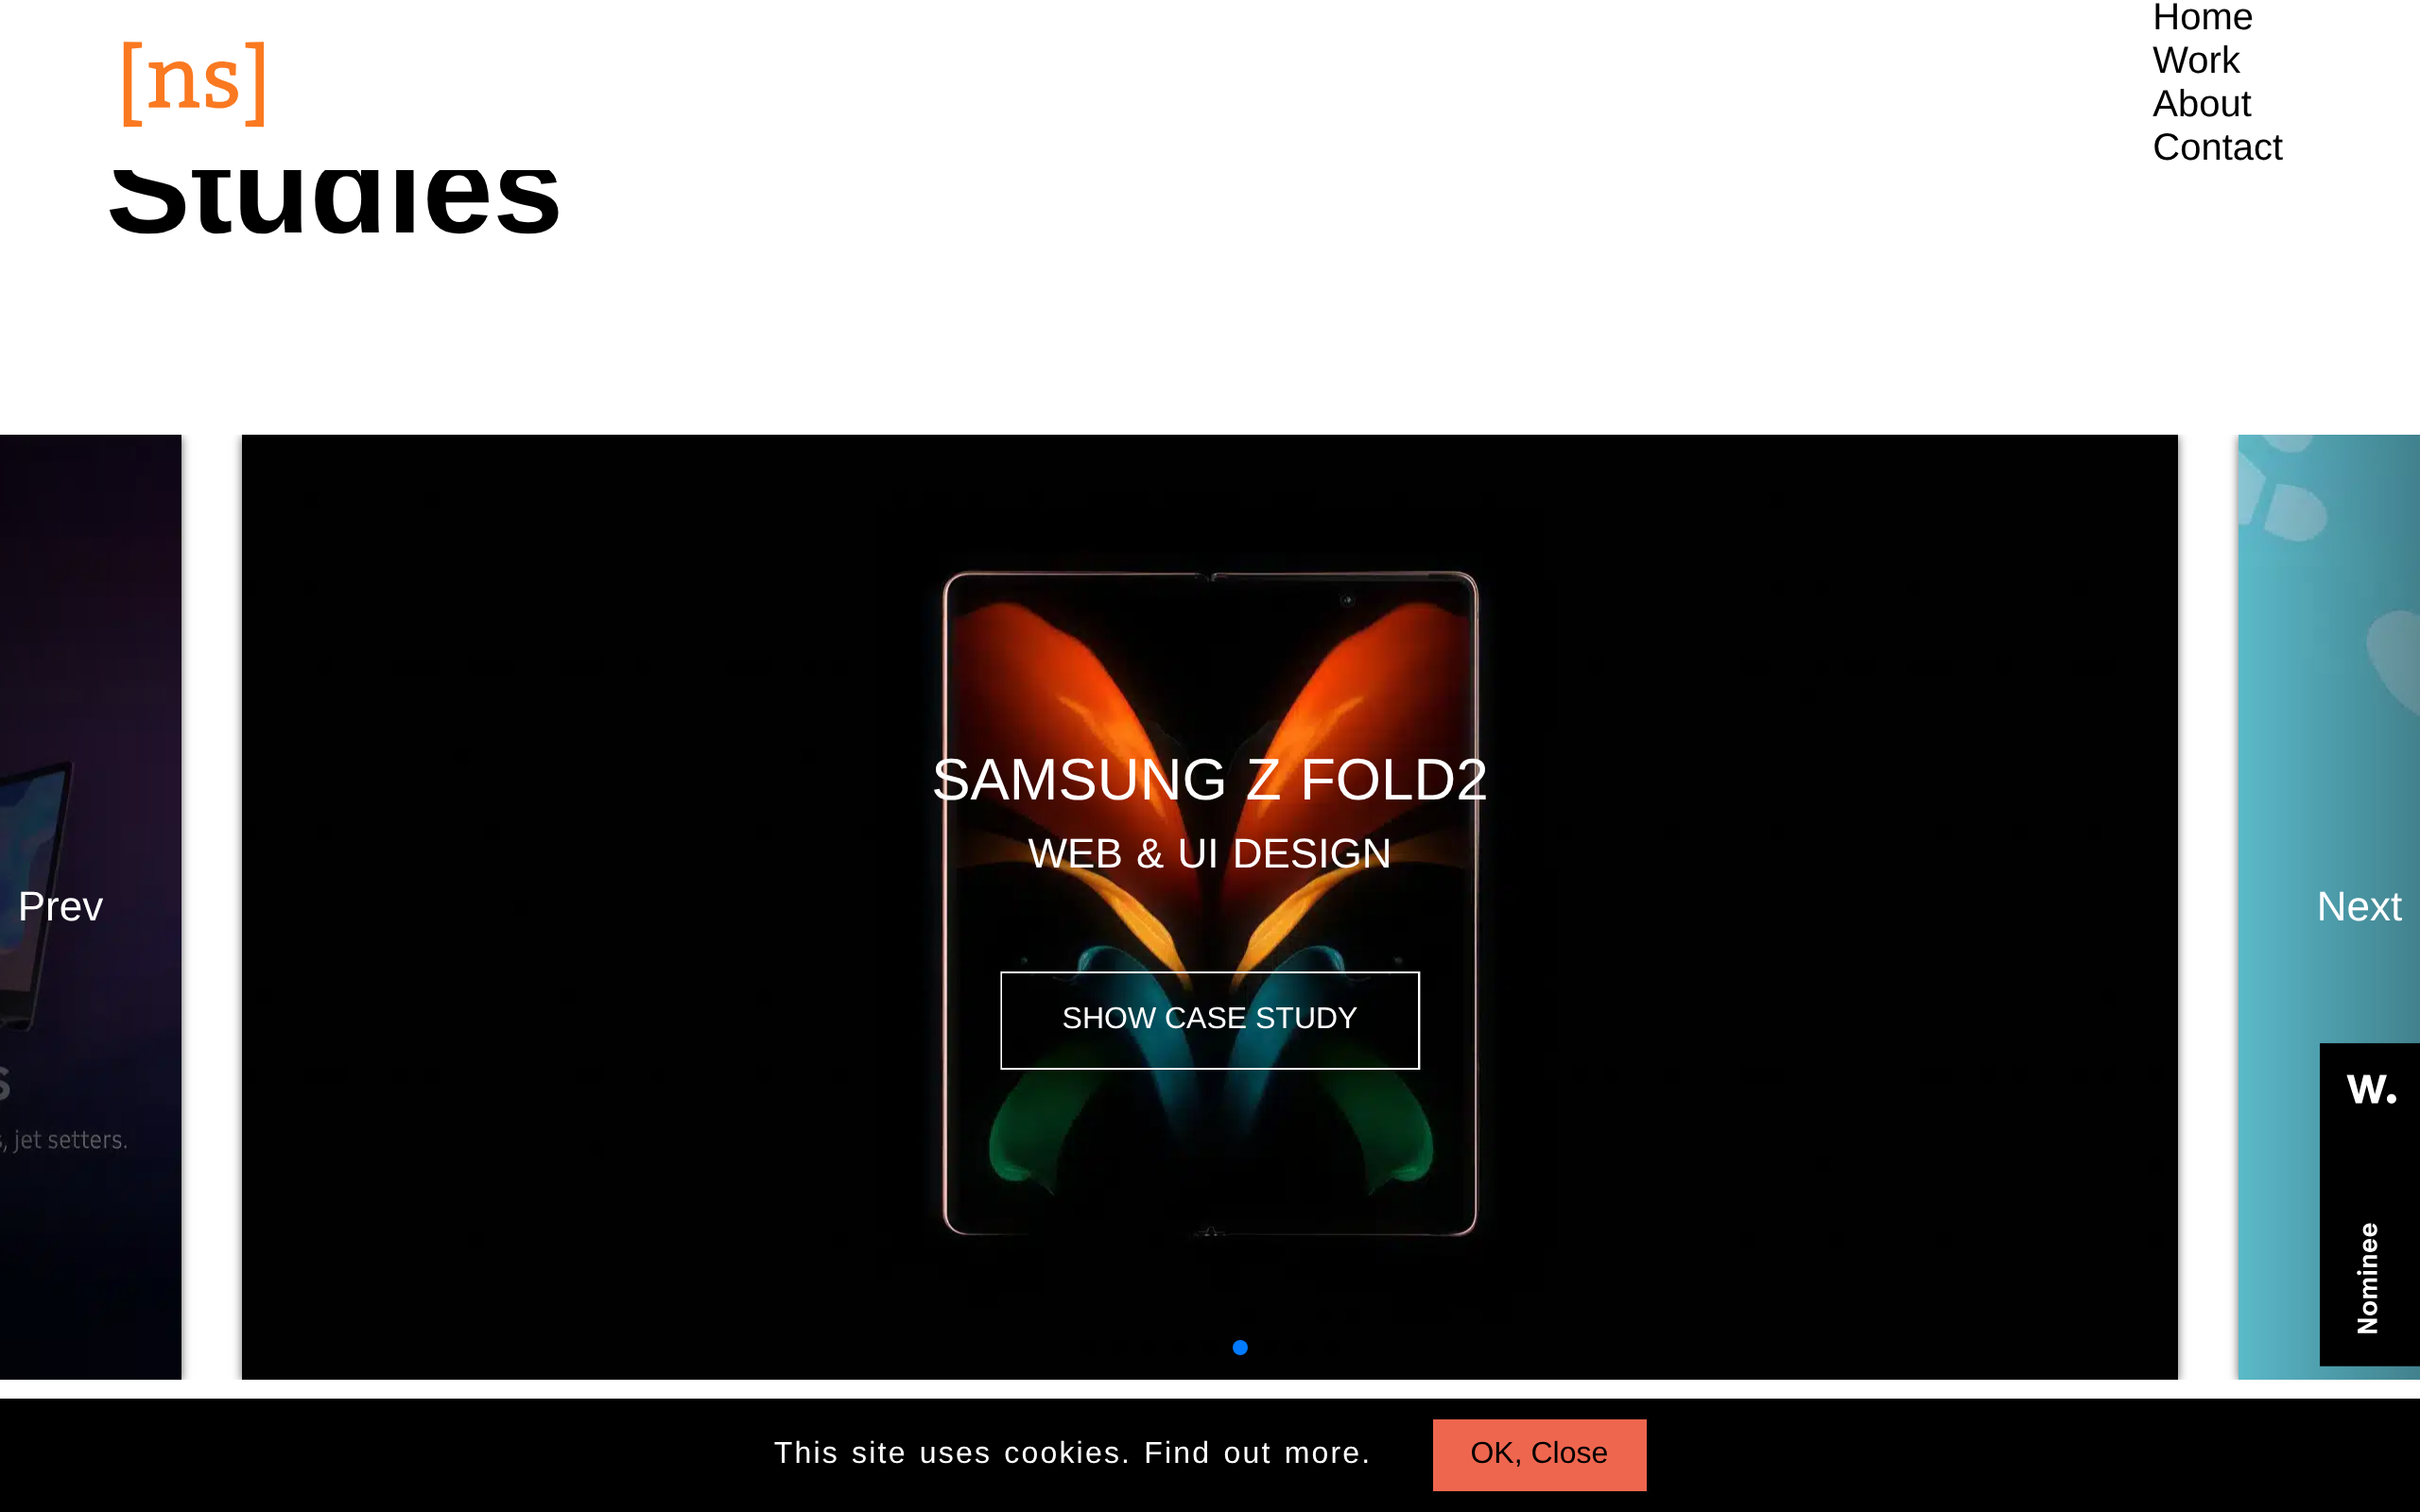 [ns]
Home
Work
About
Contact
Studies
SAMSUNG Z FOLD2
WEB & UI DESIGN
Prev
Next
SHOW CASE STUDY
s
, jet setters.
W.
Nominee
This site uses cookies. Find out more.
OK, Close